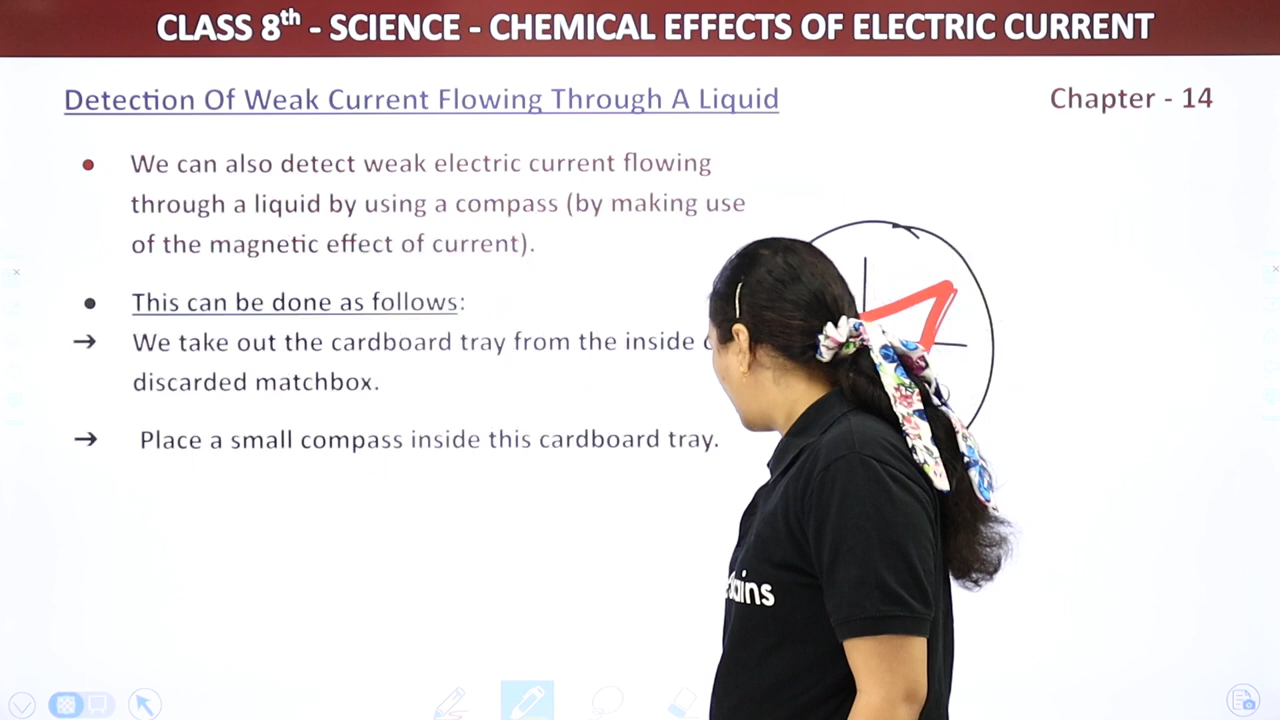 CLASS 8th - SCIENCE - CHEMICAL EFFECTS OF ELECTRIC CURRENT
Detection Of Weak Current Flowing Through A Liquid
Chapter - 14
• We can also detect weak electric current flowing
through a liquid by using a compass (by making use
of the magnetic effect of current).
• This can be done as follows:
→ We take out the cardboard tray from the inside
discarded matchbox.
→ Place a small compass inside this cardboard tray.